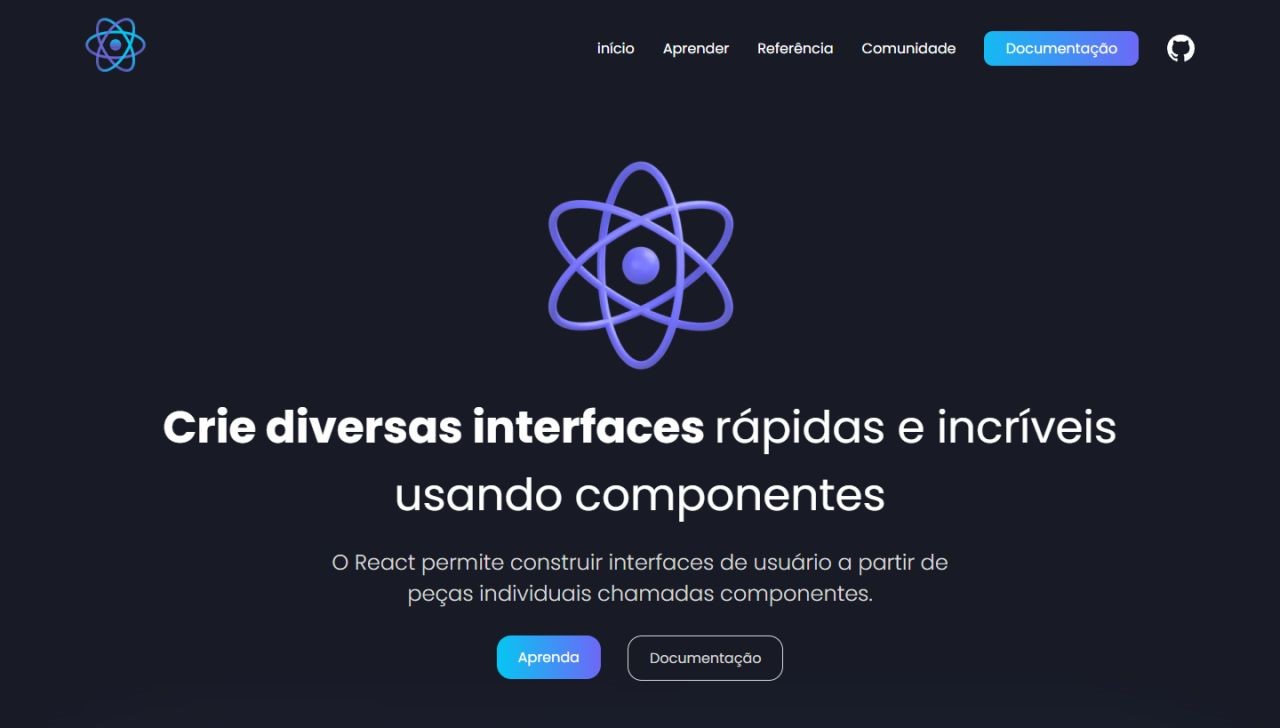 início Aprender Referência Comunidade Documentação
Crie diversas interfaces rápidas e incríveis
usando componentes
O React permite construir interfaces de usuário a partir de
peças individuais chamadas componentes.
Aprenda Documentação